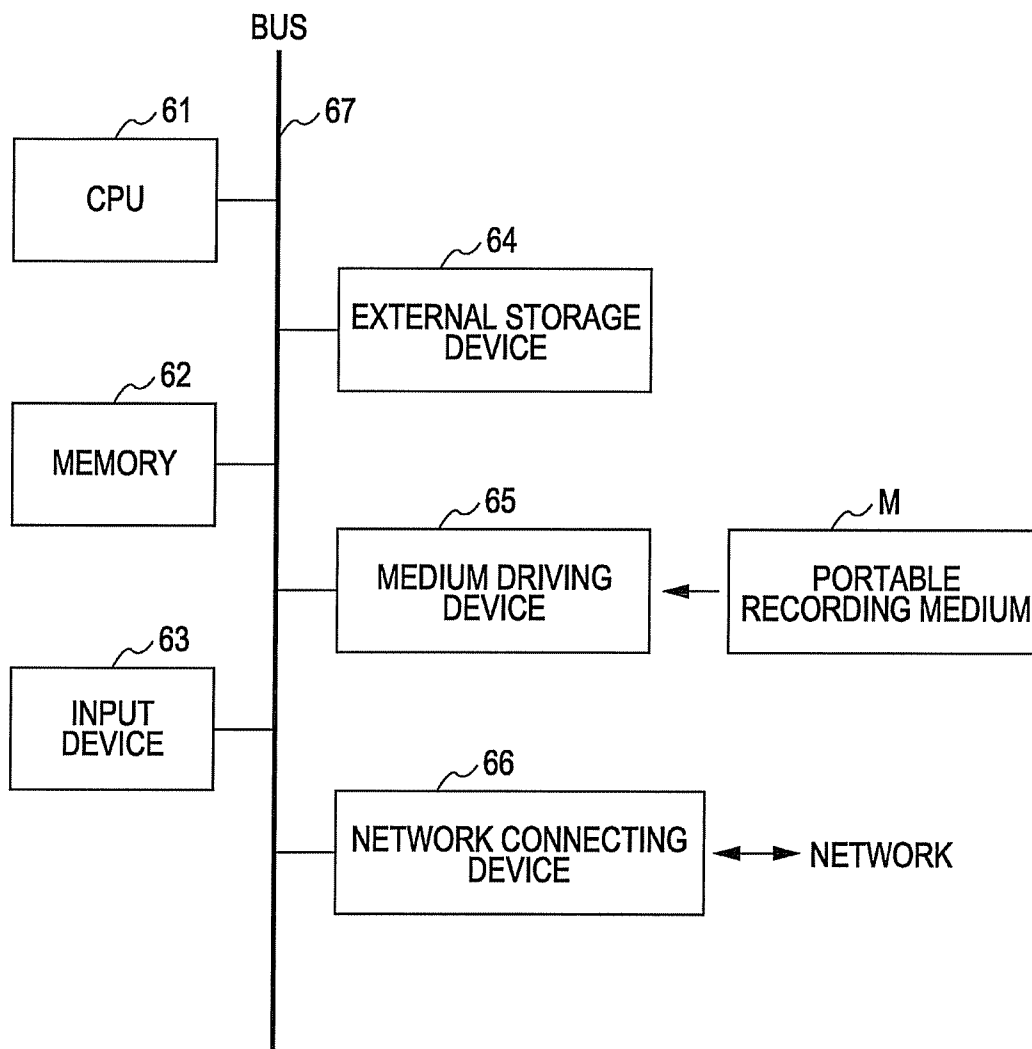 BUS
61
67
CPU
64
EXTERNAL STORAGE
DEVICE
62
MEMORY
65
M
MEDIUM DRIVING
DEVICE
PORTABLE
RECORDING MEDIUM
63
INPUT
DEVICE
66
NETWORK CONNECTING
DEVICE
NETWORK